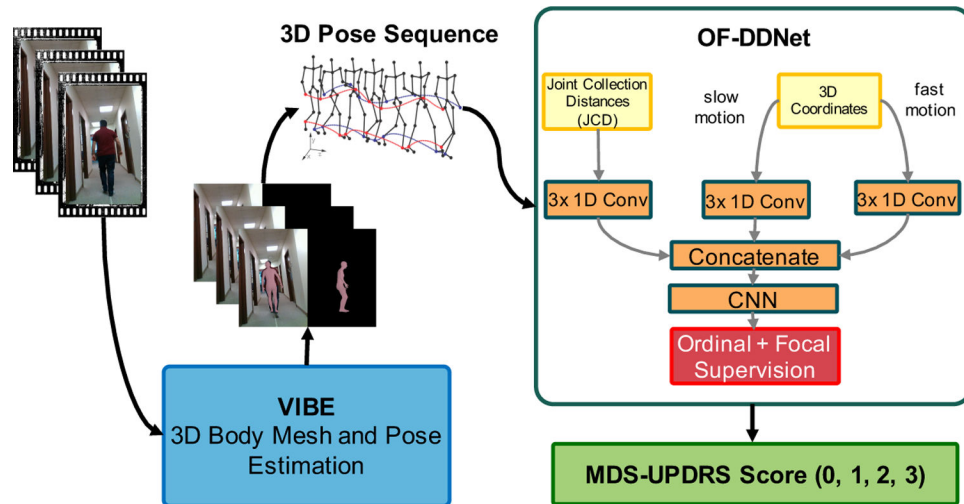 3D Pose Sequence
OF-DDNet
Joint Collection
Distances
(JCD)
slow
motion
3D
Coordinates
fast
motion
3x 1D Conv
3x 1D Conv
3x 1D Conv
Concatenate
CNN
Ordinal + Focal
Supervision
VIBE
3D Body Mesh and Pose
Estimation
MDS-UPDRS Score (0, 1, 2, 3)